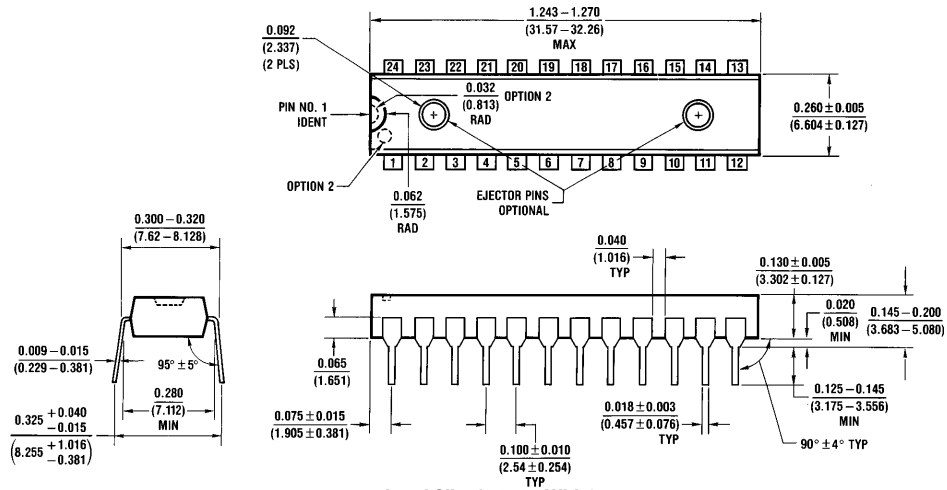 1.243–1.270
(31.57–32.26)
MAX
0.092
(2.337)
(2 PLS)
24 23 22 21 20 19 18 17 16 15 14 13
0.032
(0.813)
RAD
OPTION 2
PIN NO. 1
IDENT
0.260 ± 0.005
(6.604 ± 0.127)
1 2 3 4 5 6 7 8 9 10 11 12
OPTION 2
0.062
(1.575)
RAD
EJECTOR PINS
OPTIONAL
0.300 – 0.320
(7.62 – 8.128)
0.040
(1.016)
TYP
0.130 ± 0.005
(3.302 ± 0.127)
0.020
(0.508)
MIN
0.145 – 0.200
(3.683 – 5.080)
0.009 – 0.015
(0.229 – 0.381)
95° ± 5°
0.065
(1.651)
0.280
(7.112)
MIN
0.125 – 0.145
(3.175 – 3.556)
MIN
0.325 + 0.040
– 0.015
(8.255 + 1.016
– 0.381)
0.075 ± 0.015
(1.905 ± 0.381)
0.018 ± 0.003
(0.457 ± 0.076)
TYP
90° ± 4° TYP
0.100 ± 0.010
(2.54 ± 0.254)
TYP